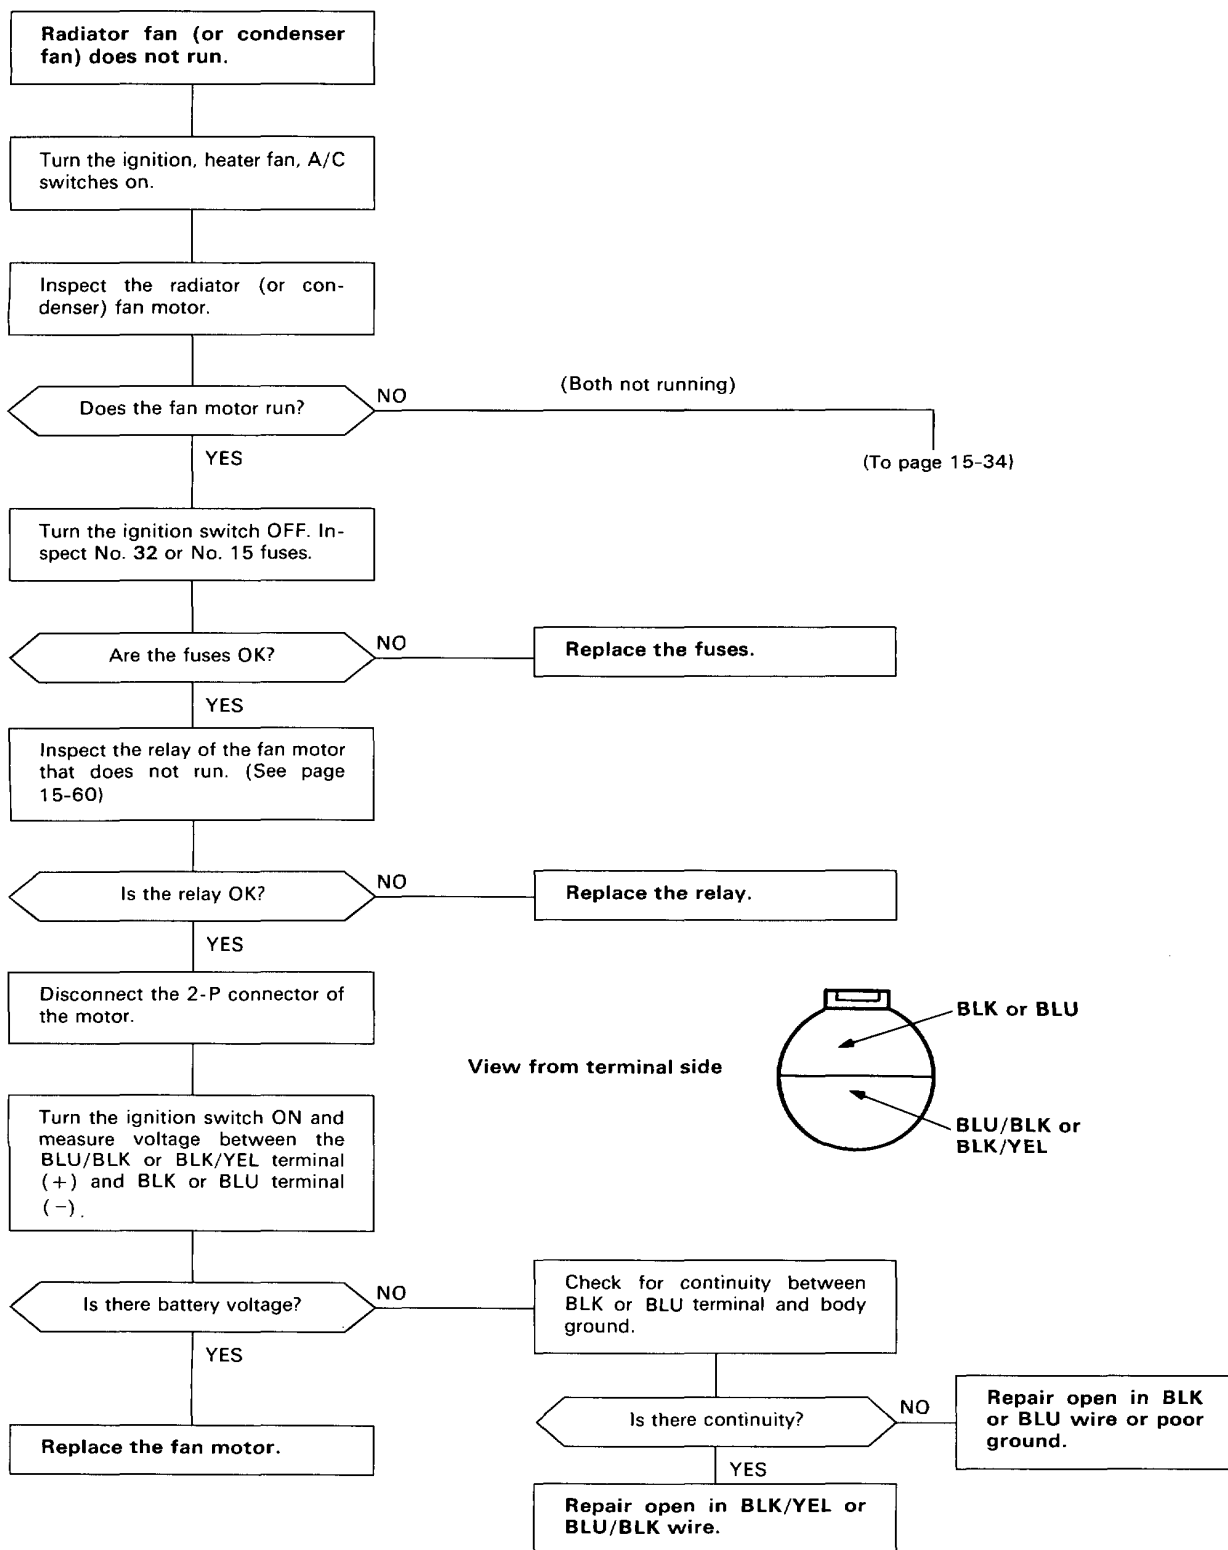 Radiator fan (or condenser
fan) does not run.
Turn the ignition, heater fan, A/C
switches on.
Inspect the radiator (or con-
denser) fan motor.
Does the fan motor run?
NO
(Both not running)
(To page 15-34)
YES
Turn the ignition switch OFF. In-
spect No. 32 or No. 15 fuses.
Are the fuses OK?
NO
Replace the fuses.
YES
Inspect the relay of the fan motor
that does not run. (See page
15-60)
Is the relay OK?
NO
Replace the relay.
YES
Disconnect the 2-P connector of
the motor.
View from terminal side
BLK or BLU
BLU/BLK or
BLK/YEL
Turn the ignition switch ON and
measure voltage between the
BLU/BLK or BLK/YEL terminal
(+) and BLK or BLU terminal
(−).
Is there battery voltage?
NO
Check for continuity between
BLK or BLU terminal and body
ground.
YES
Replace the fan motor.
Is there continuity?
NO
Repair open in BLK
or BLU wire or poor
ground.
YES
Repair open in BLK/YEL or
BLU/BLK wire.